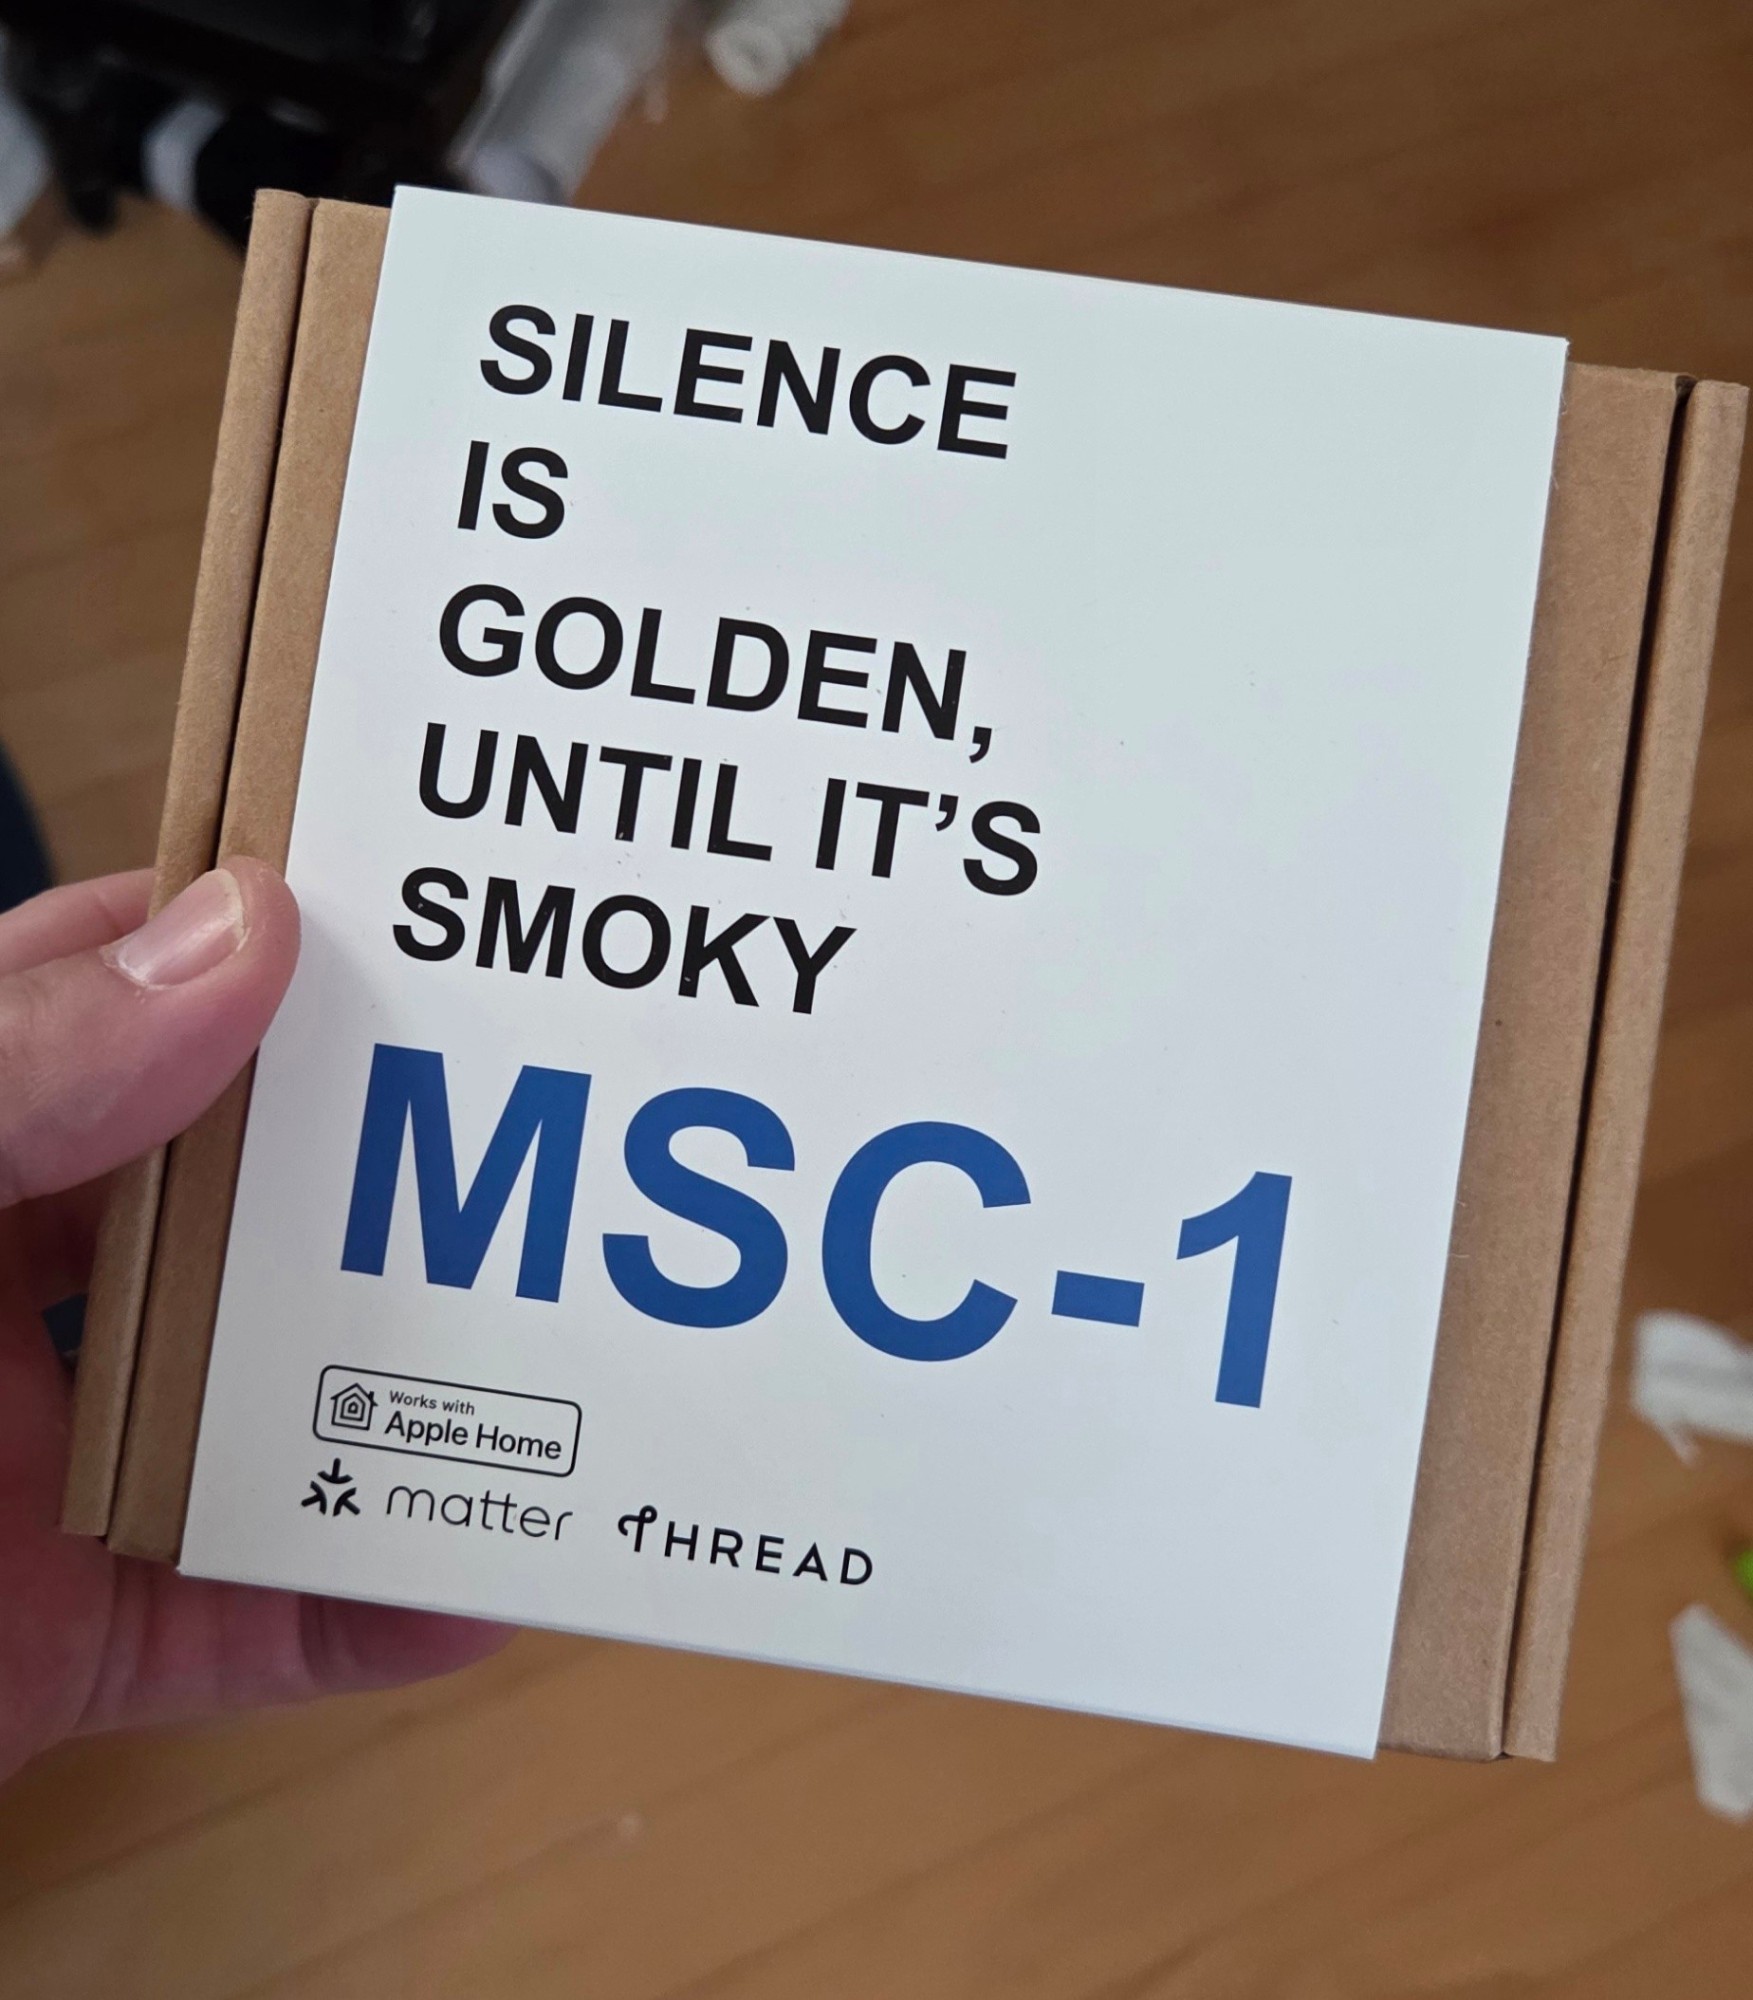 SILENCE
IS
GOLDEN,
UNTIL IT’S
SMOKY
MSC-1
Works with
Apple Home
matter THREAD